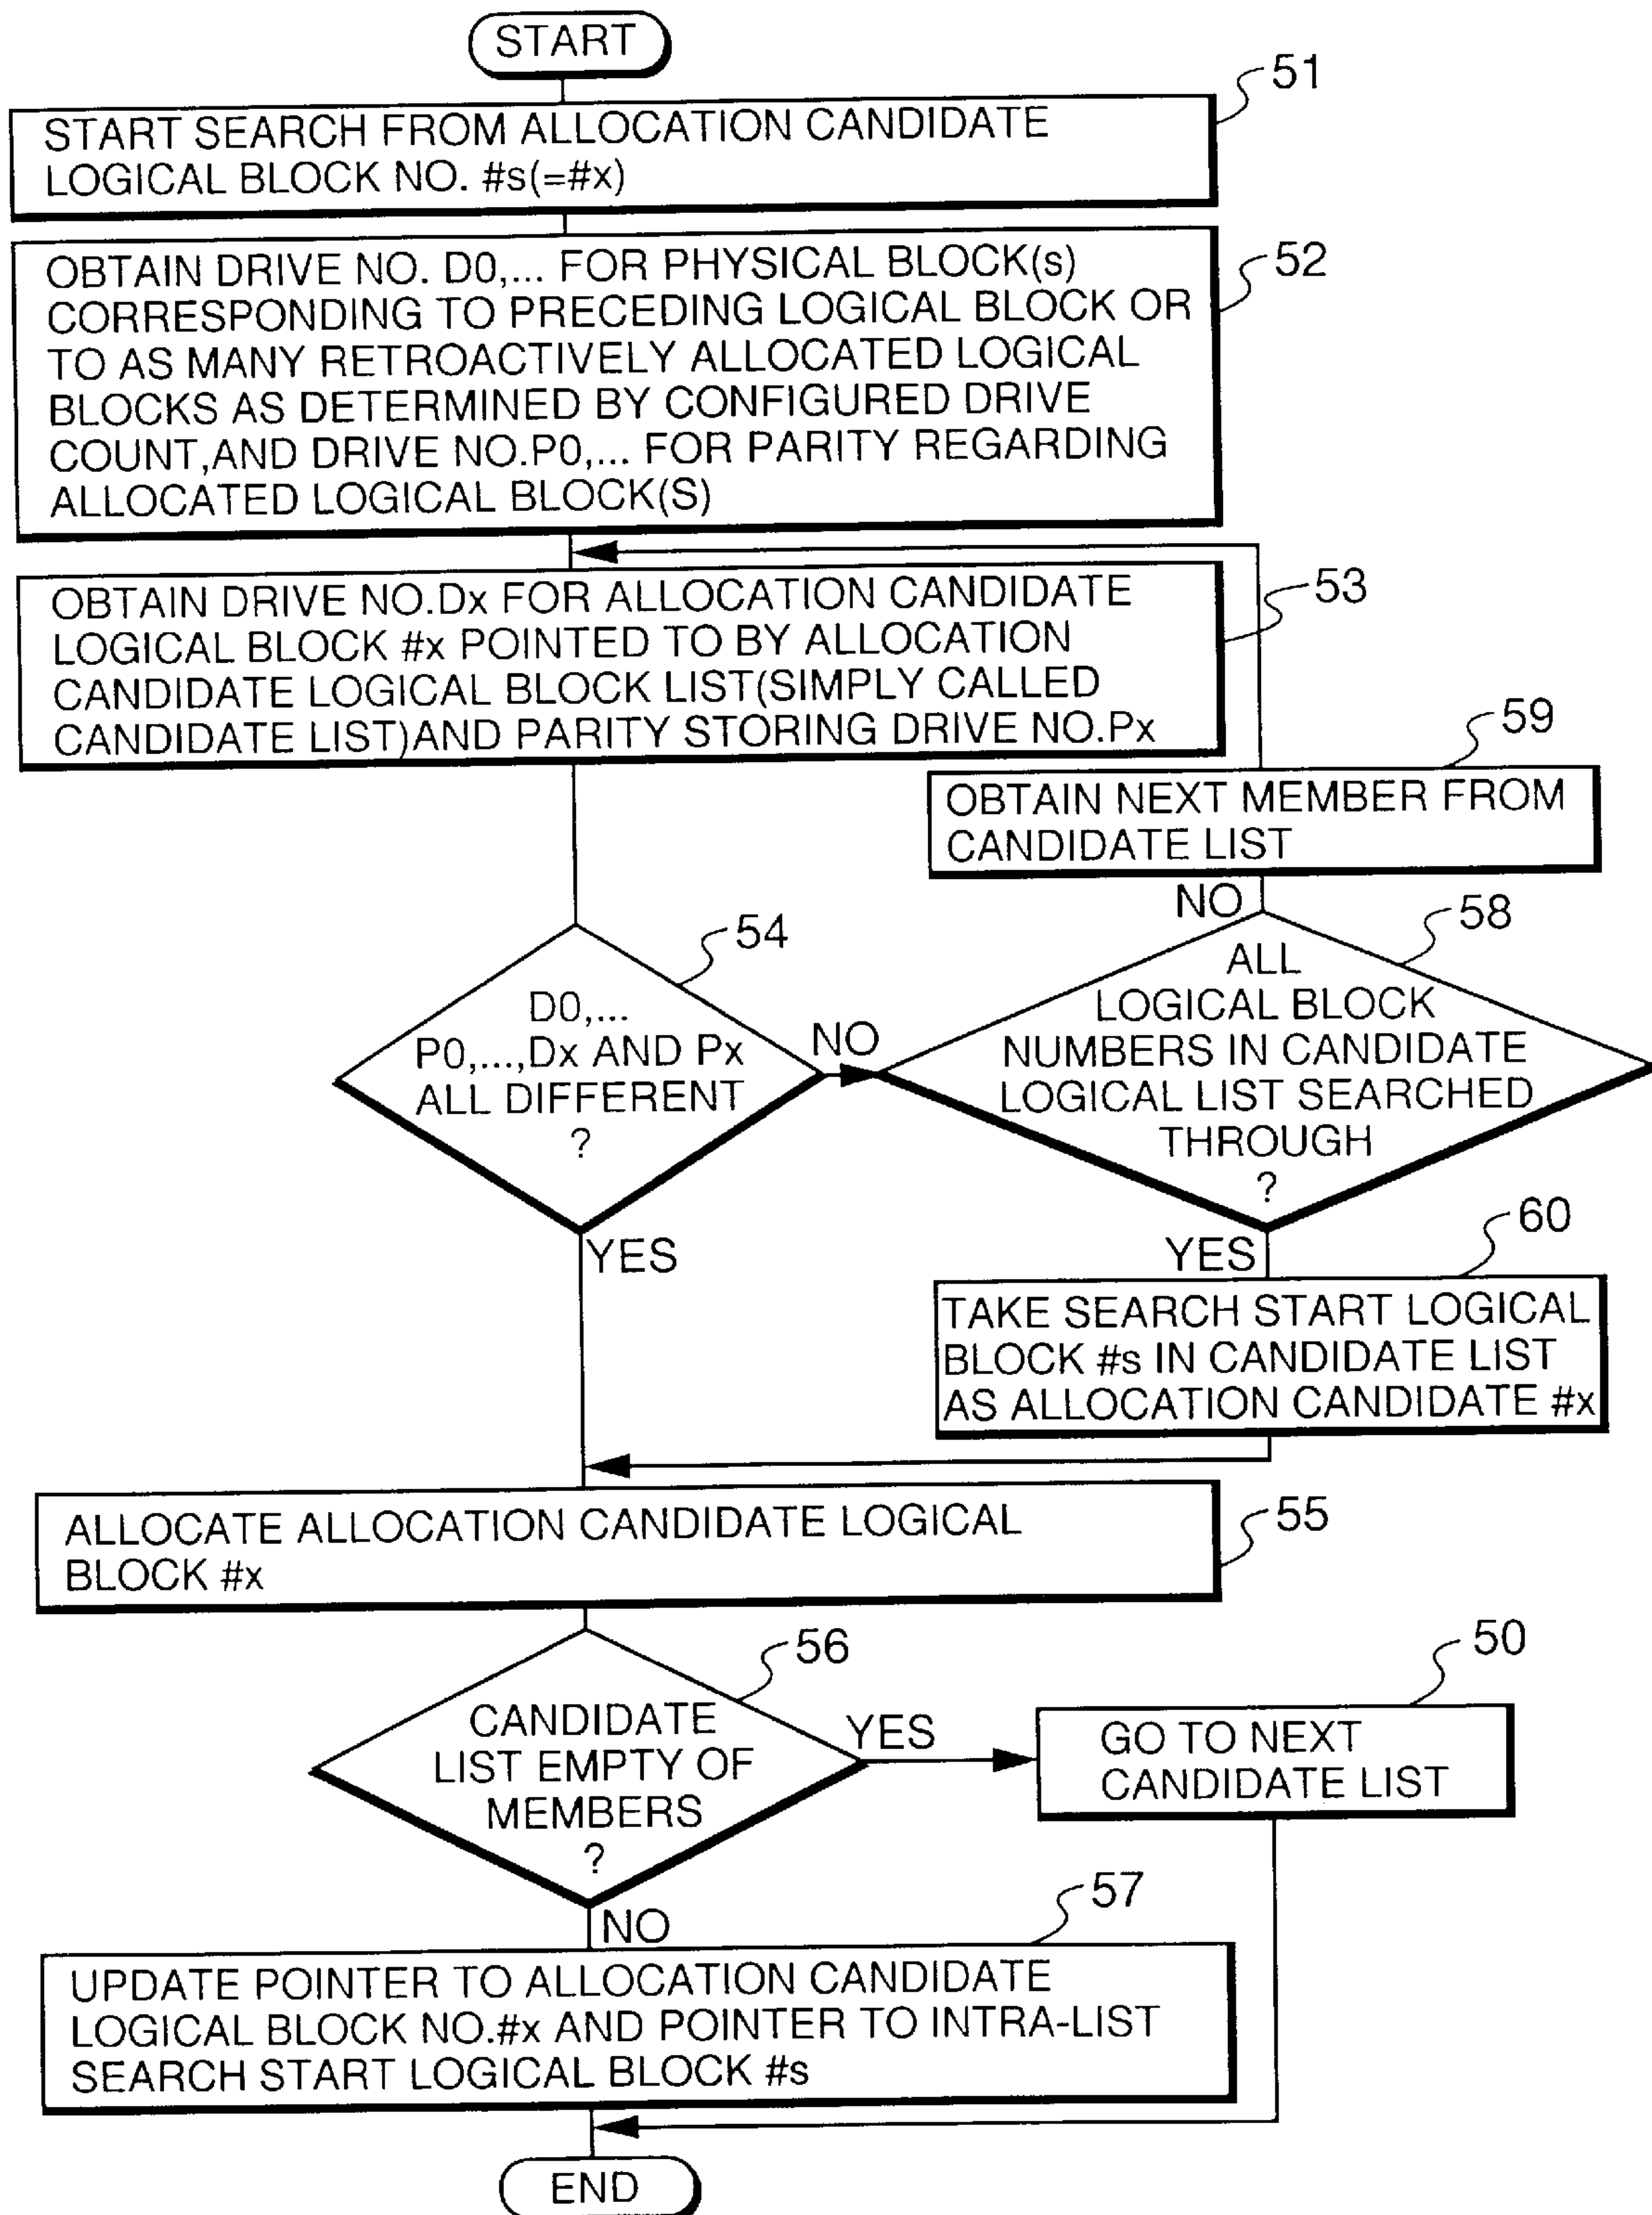 START
51
START SEARCH FROM ALLOCATION CANDIDATE
LOGICAL BLOCK NO. #s(=#x)
52
OBTAIN DRIVE NO. D0,... FOR PHYSICAL BLOCK(s)
CORRESPONDING TO PRECEDING LOGICAL BLOCK OR
TO AS MANY RETROACTIVELY ALLOCATED LOGICAL
BLOCKS AS DETERMINED BY CONFIGURED DRIVE
COUNT,AND DRIVE NO.P0,... FOR PARITY REGARDING
ALLOCATED LOGICAL BLOCK(S)
53
OBTAIN DRIVE NO.Dx FOR ALLOCATION CANDIDATE
LOGICAL BLOCK #x POINTED TO BY ALLOCATION
CANDIDATE LOGICAL BLOCK LIST(SIMPLY CALLED
CANDIDATE LIST)AND PARITY STORING DRIVE NO.Px
59
OBTAIN NEXT MEMBER FROM
CANDIDATE LIST
NO
54
D0,...
P0,...,Dx AND Px
ALL DIFFERENT
?
NO
YES
58
ALL
LOGICAL BLOCK
NUMBERS IN CANDIDATE
LOGICAL LIST SEARCHED
THROUGH
?
YES
60
TAKE SEARCH START LOGICAL
BLOCK #s IN CANDIDATE LIST
AS ALLOCATION CANDIDATE #x
55
ALLOCATE ALLOCATION CANDIDATE LOGICAL
BLOCK #x
56
CANDIDATE
LIST EMPTY OF
MEMBERS
?
YES
50
GO TO NEXT
CANDIDATE LIST
NO
57
UPDATE POINTER TO ALLOCATION CANDIDATE
LOGICAL BLOCK NO.#x AND POINTER TO INTRA-LIST
SEARCH START LOGICAL BLOCK #s
END